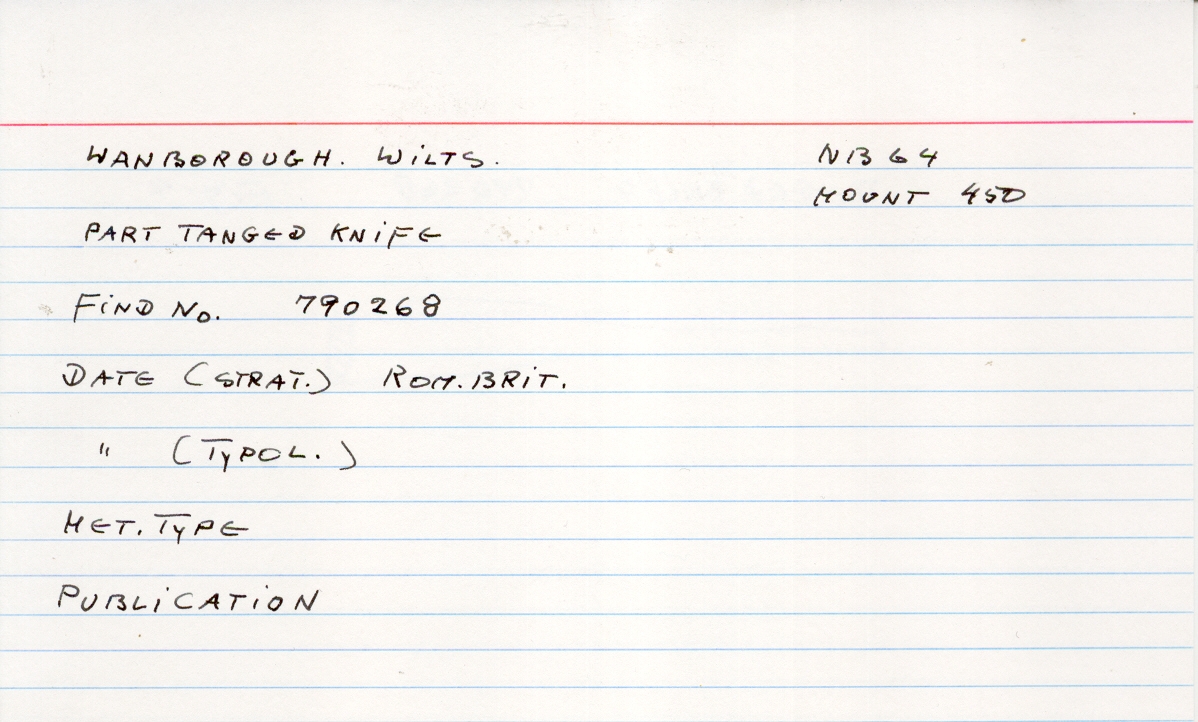 WANBOROUGH. WiLTS. NB 64
MOUNT 45D
PART TANGED KNiFE
FiND No. 790268
DATE (STRAT.) ROM. BRiT.
" (TyPOL.)
MET. TyPE
PUBLiCATiON